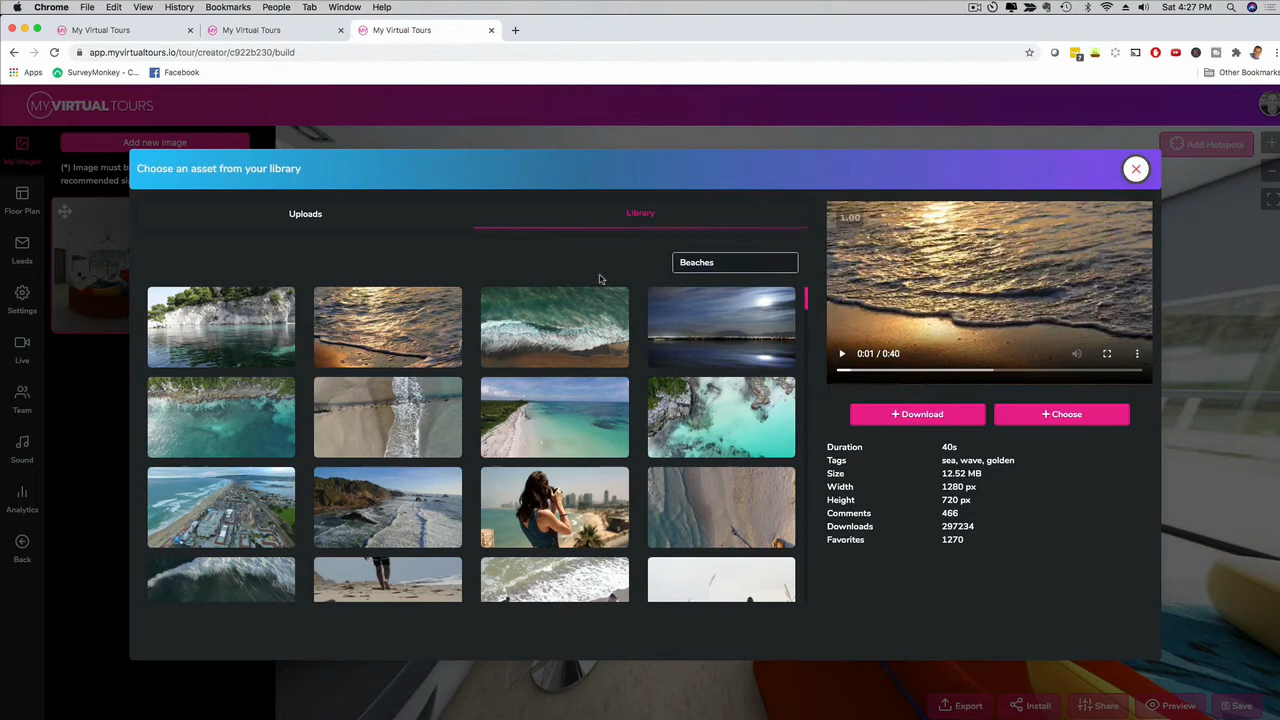 Chrome File Edit View History Bookmarks People Tab Window Help
Sat 4:27 PM
My Virtual Tours
My Virtual Tours
My Virtual Tours
app.myvirtualtours.io/tour/creator/c922b230/build
7
Apps SurveyMonkey - C... Facebook Other Bookmarks
MYVIRTUAL TOURS
My Images
Floor Plan
Leads
Settings
Live
Team
Sound
Analytics
Back
Add new Image
(*) Image must b
recommended si
Add Hotspots
Choose an asset from your library
Uploads
Library
Beaches
1.00
0:01 / 0:40
+ Download
+ Choose
Duration 40s
Tags sea, wave, golden
Size 12.52 MB
Width 1280 px
Height 720 px
Comments 466
Downloads 297234
Favorites 1270
Export Install Share Preview Save